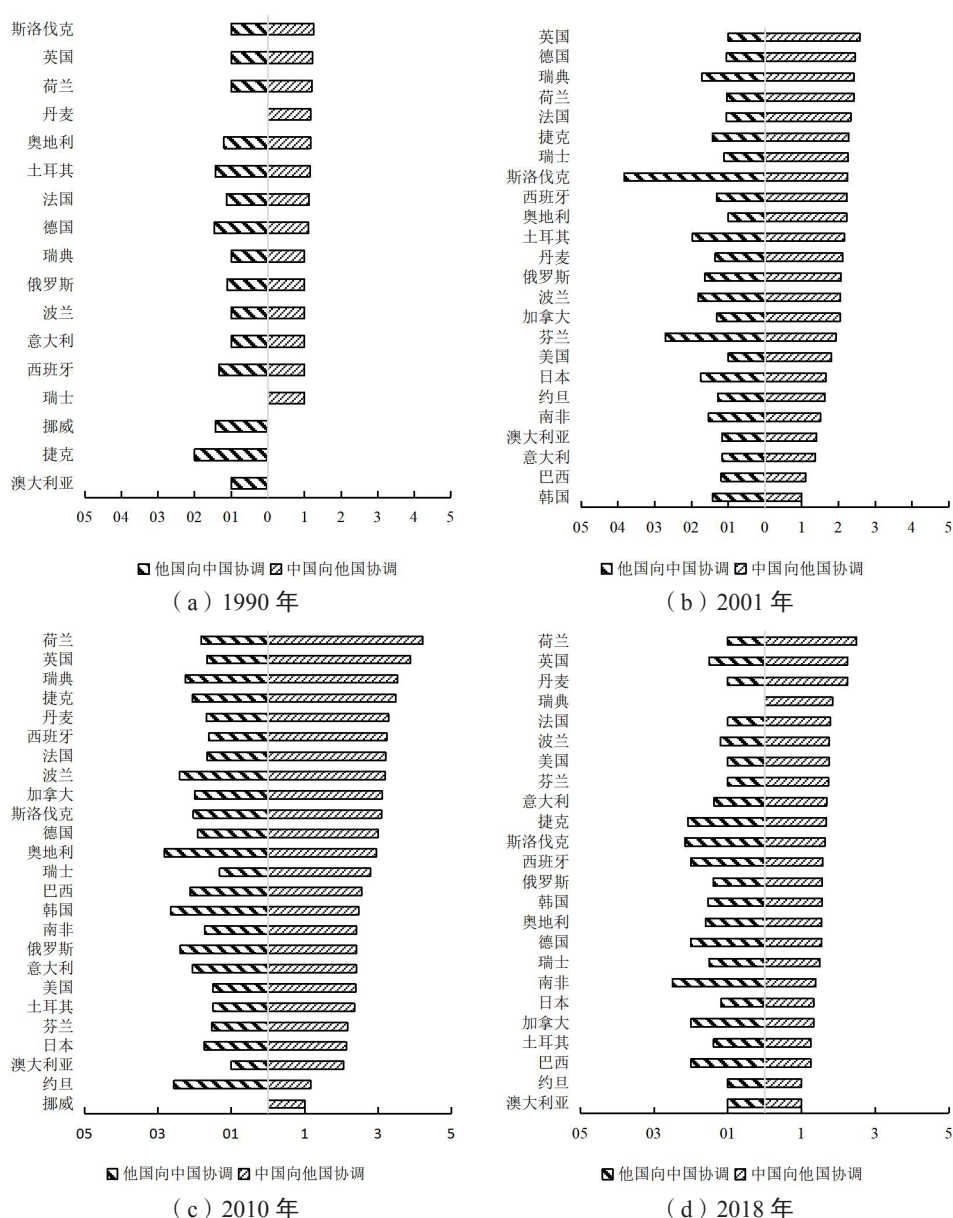 斯洛伐克
英国
荷兰
丹麦
奥地利
土耳其
法国
德国
瑞典
俄罗斯
波兰
意大利
西班牙
瑞士
挪威
捷克
澳大利亚
05 04 03 02 01 0 1 2 3 4 5
他国向中国协调 中国向他国协调
（a）1990 年
英国
德国
瑞典
荷兰
法国
捷克
瑞士
斯洛伐克
西班牙
奥地利
土耳其
丹麦
俄罗斯
波兰
加拿大
芬兰
美国
日本
约旦
南非
澳大利亚
意大利
巴西
韩国
05 04 03 02 01 0 1 2 3 4 5
他国向中国协调 中国向他国协调
（b）2001 年
荷兰
英国
瑞典
捷克
丹麦
西班牙
法国
波兰
加拿大
斯洛伐克
德国
奥地利
瑞士
巴西
韩国
南非
俄罗斯
意大利
美国
土耳其
芬兰
日本
澳大利亚
约旦
挪威
05 03 01 1 3 5
他国向中国协调 中国向他国协调
（c）2010 年
荷兰
英国
丹麦
瑞典
法国
波兰
美国
芬兰
意大利
捷克
斯洛伐克
西班牙
俄罗斯
韩国
奥地利
德国
瑞士
南非
日本
加拿大
土耳其
巴西
约旦
澳大利亚
05 03 01 1 3 5
他国向中国协调 中国向他国协调
（d）2018 年